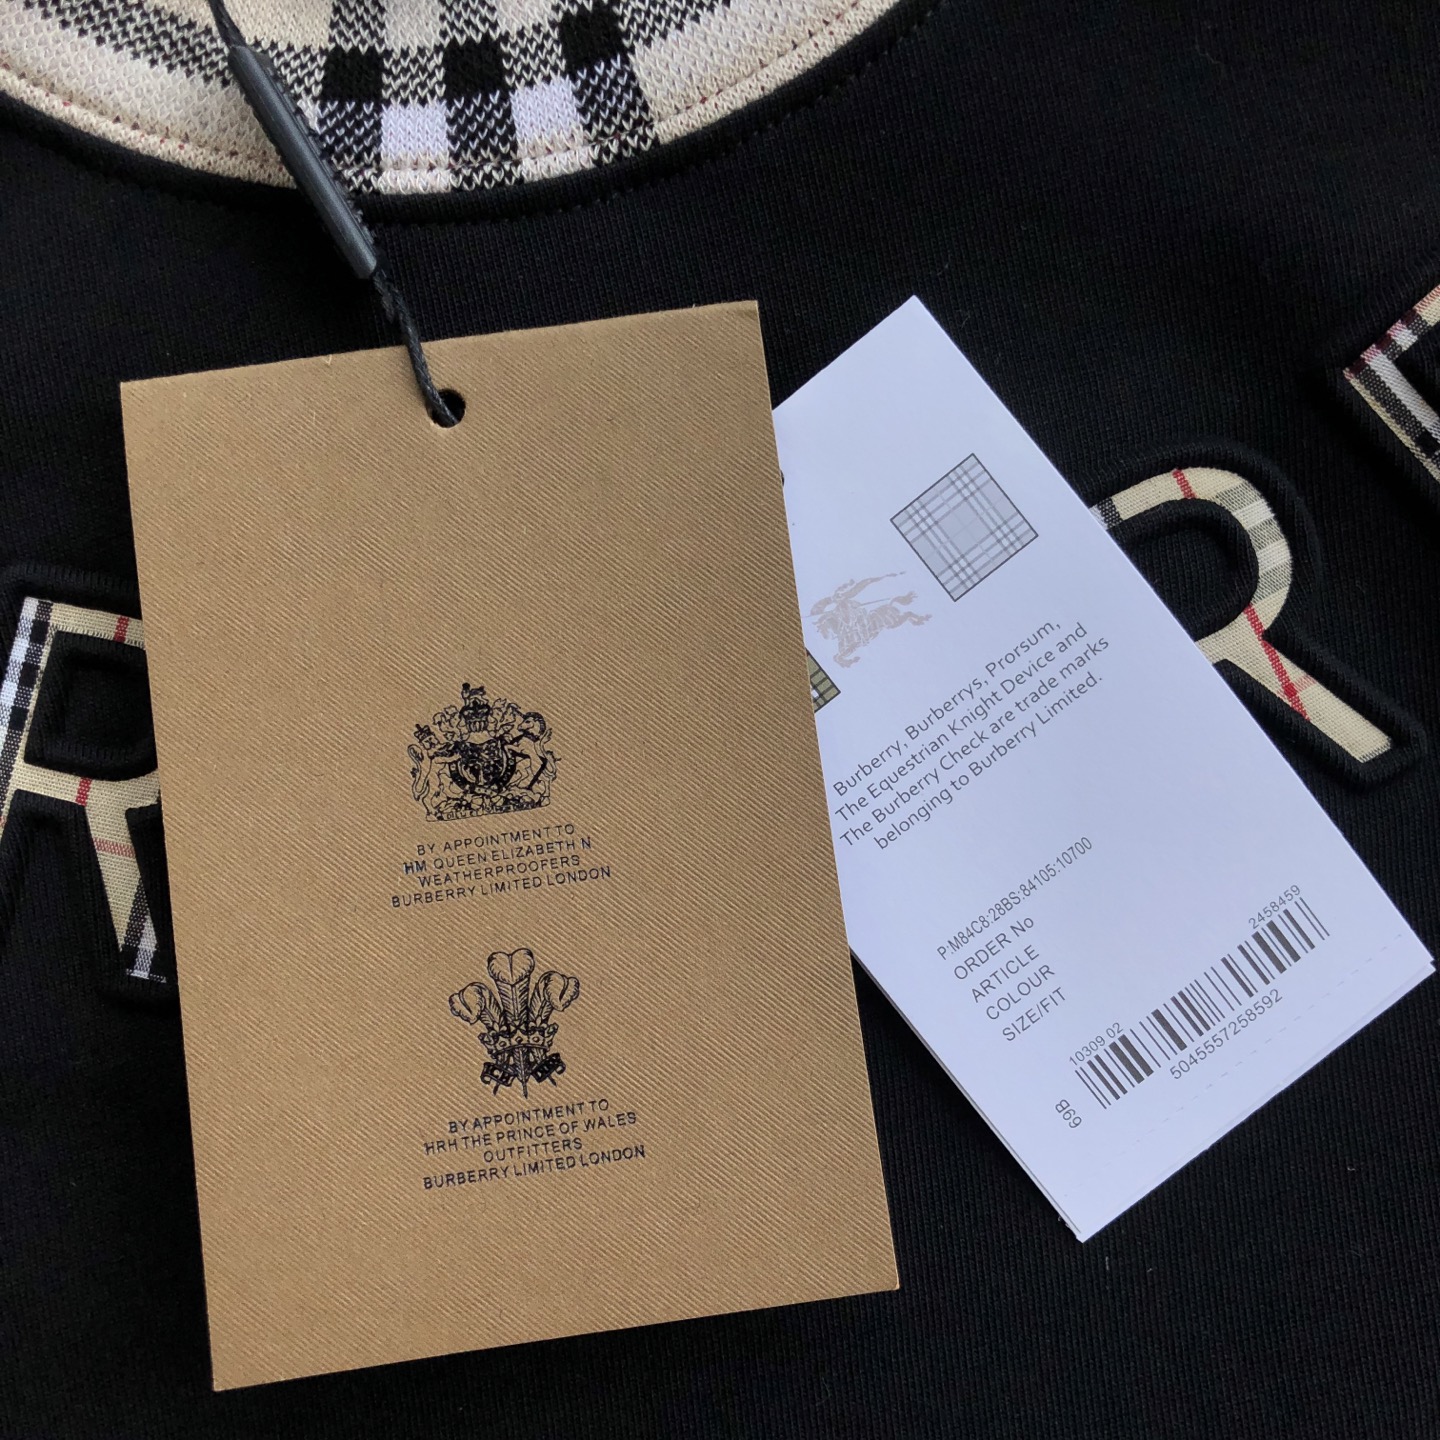 BY APPOINTMENT TO
HM QUEEN ELIZABETH N
WEATHERPROOFERS
BURBERRY LIMITED LONDON
BY APPOINTMENT TO
HRH THE PRINCE OF WALES
OUTFITTERS
BURBERRY LIMITED LONDON
Burberry, Burberrys, Prorsum,
The Equestrian Knight Device and
The Burberry Check are trade marks
belonging to Burberry Limited.
P:M84C8:28BS:84105:10700
ORDER No
ARTICLE
COLOUR
SIZE/FIT
10309 02
2458459
5045557258592
69B
R
R